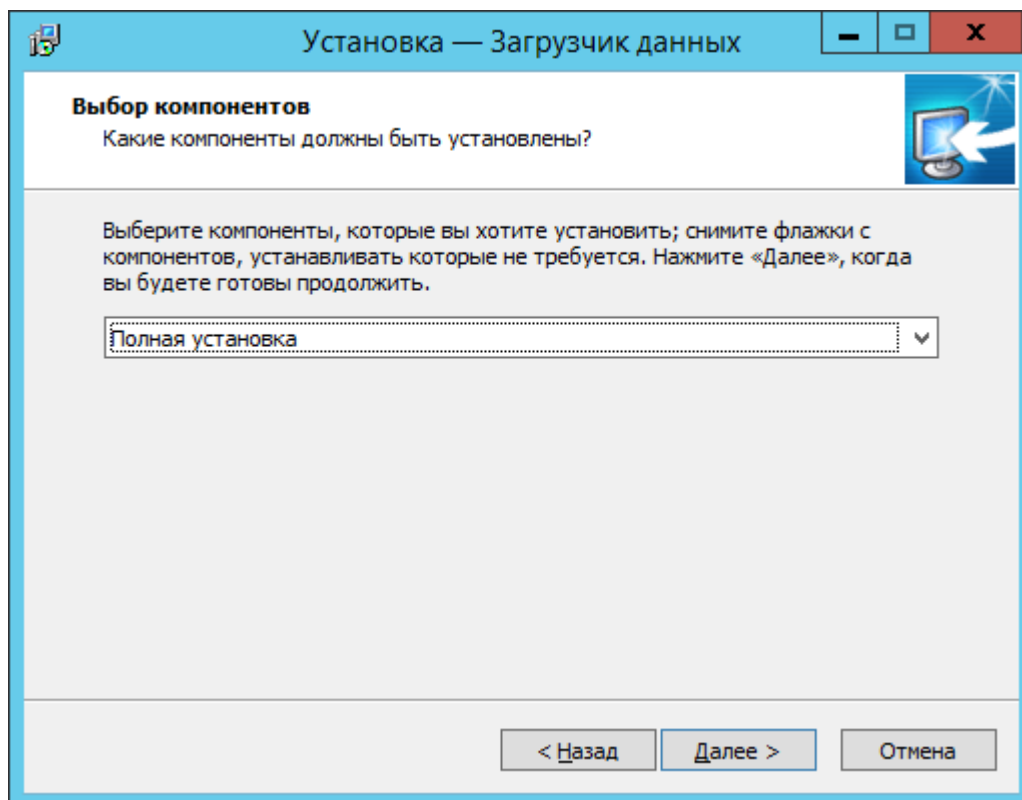 Установка — Загрузчик данных
Выбор компонентов
Какие компоненты должны быть установлены?
Выберите компоненты, которые вы хотите установить; снимите флажки с
компонентов, устанавливать которые не требуется. Нажмите «Далее», когда
вы будете готовы продолжить.
Полная установка
< Назад Далее > Отмена